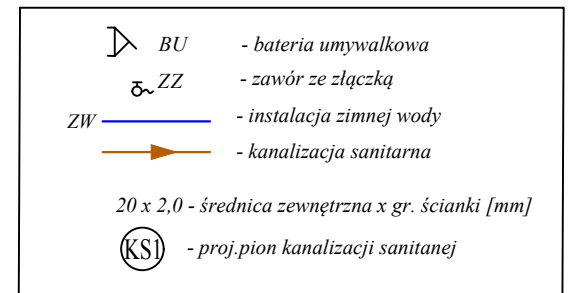 BU - bateria umywalkowa
ZZ - zawór ze złączką
ZW - instalacja zimnej wody
- kanalizacja sanitarna
20 x 2,0 - średnica zewnętrzna x gr. ścianki [mm]
KS1 - proj.pion kanalizacji sanitanej